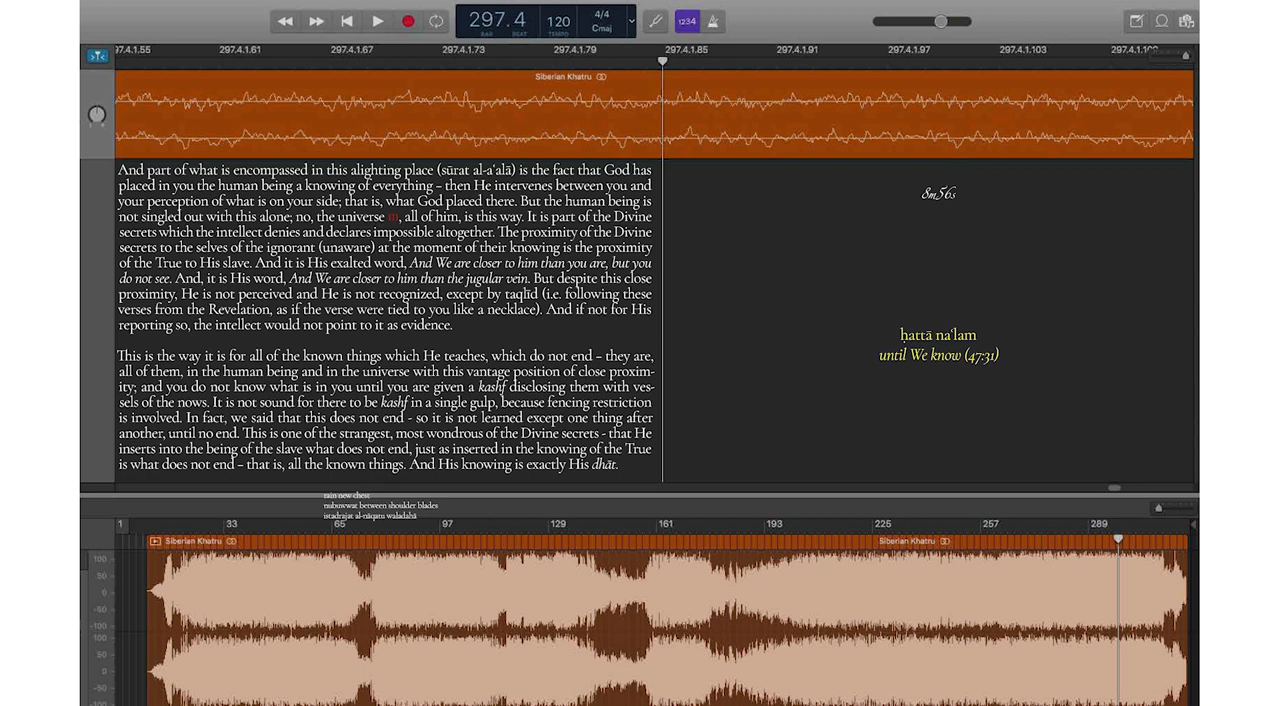 297.4
120
4/4
Cmaj
1234
BAR
BEAT
TEMPO
297.4.1.61
297.4.1.67
297.4.1.73
297.4.1.79
297.4.1.85
297.4.1.91
297.4.1.97
297.4.1.103
Siberian Khatru
And part of what is encompassed in this alighting place (sūrat al-aʿalā) is the fact that God has
placed in you the human being a knowing of everything – then He intervenes between you and
your perception of what is on your side; that is, what God placed there. But the human being is
not singled out with this alone; no, the universe m, all of him, is this way. It is part of the Divine
secrets which the intellect denies and declares impossible altogether. The proximity of the Divine
secrets to the selves of the ignorant (unaware) at the moment of their knowing is the proximity
of the True to His slave. And it is His exalted word, And We are closer to him than you are, but you
do not see. And, it is His word, And We are closer to him than the jugular vein. But despite this close
proximity, He is not perceived and He is not recognized, except by taqlīd (i.e. following these
verses from the Revelation, as if the verse were tied to you like a necklace). And if not for His
reporting so, the intellect would not point to it as evidence.
This is the way it is for all of the known things which He teaches, which do not end – they are,
all of them, in the human being and in the universe with this vantage position of close proxim-
ity; and you do not know what is in you until you are given a kashf disclosing them with ves-
sels of the nows. It is not sound for there to be kashf in a single gulp, because fencing restriction
is involved. In fact, we said that this does not end - so it is not learned except one thing after
another, until no end. This is one of the strangest, most wondrous of the Divine secrets - that He
inserts into the being of the slave what does not end, just as inserted in the knowing of the True
is what does not end – that is, all the known things. And His knowing is exactly His dhāt.
8m56s
ḥattā naʿlam
until We know (47:31)
rain new chest
nubuwwat between shoulder blades
istadrajat al-nāqatu waladahā
1
33
65
97
129
161
193
225
257
289
Siberian Khatru
Siberian Khatru
100
50
0
-50
-100
100
50
0
-50